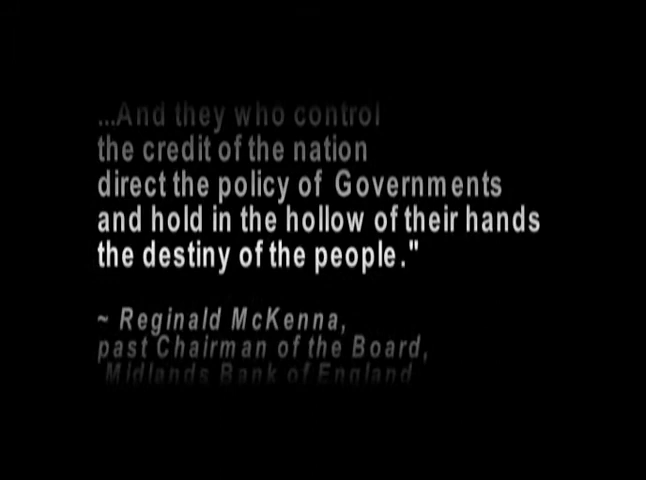 ...And they who control
the credit of the nation
direct the policy of Governments
and hold in the hollow of their hands
the destiny of the people."
~ Reginald McKenna,
past Chairman of the Board,
Midlands Bank of England